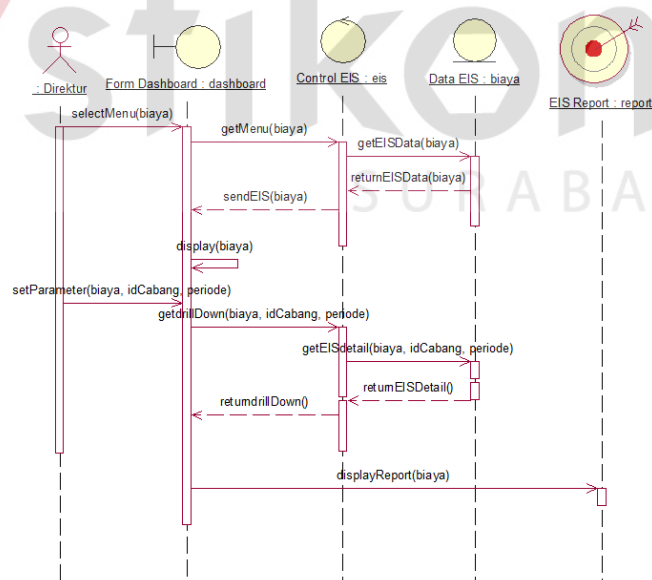 stikom
SURABA
: Direktur
Form Dashboard : dashboard
Control EIS : eis
Data EIS : biaya
EIS Report : report
selectMenu(biaya)
getMenu(biaya)
getEISData(biaya)
returnEISData(biaya)
sendEIS(biaya)
display(biaya)
setParameter(biaya, idCabang, periode)
getdrillDown(biaya, idCabang, periode)
getEISdetail(biaya, idCabang, periode)
returnEISDetail()
returndrillDown()
displayReport(biaya)